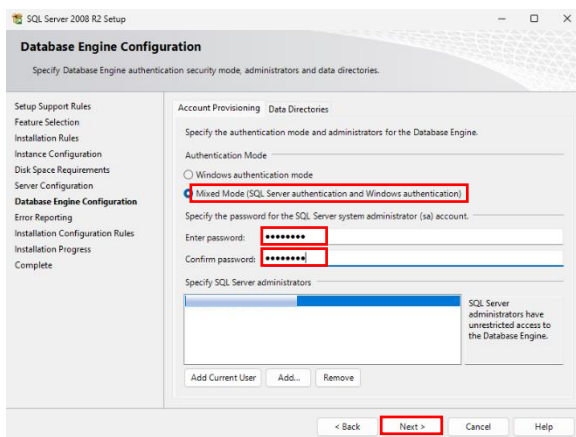 SQL Server 2008 R2 Setup
Database Engine Configuration
Specify Database Engine authentication security mode, administrators and data directories.
Setup Support Rules
Feature Selection
Installation Rules
Instance Configuration
Disk Space Requirements
Server Configuration
Database Engine Configuration
Error Reporting
Installation Configuration Rules
Installation Progress
Complete
Account Provisioning Data Directories
Specify the authentication mode and administrators for the Database Engine.
Authentication Mode
Windows authentication mode
Mixed Mode (SQL Server authentication and Windows authentication)
Specify the password for the SQL Server system administrator (sa) account.
Enter password: ••••••••
Confirm password: ••••••••
Specify SQL Server administrators
SQL Server
administrators have
unrestricted access to
the Database Engine.
Add Current User Add... Remove
< Back Next > Cancel Help